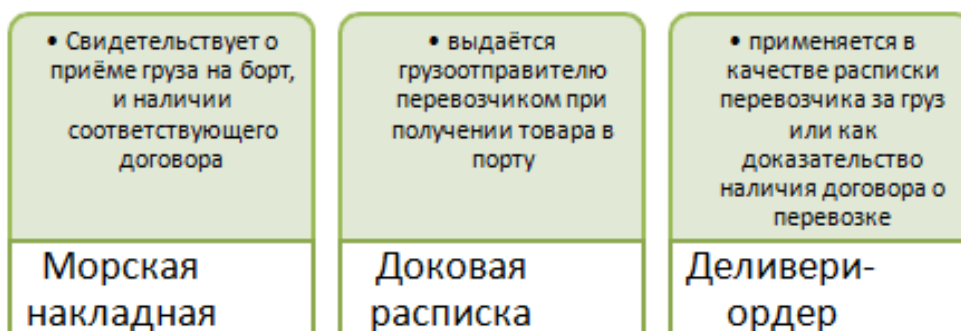 • Свидетельствует о
приёме груза на борт,
и наличии
соответствующего
договора
Морская
накладная
• выдаётся
грузоотправителю
перевозчиком при
получении товара в
порту
Доковая
расписка
• применяется в
качестве расписки
перевозчика за груз
или как
доказательство
наличия договора о
перевозке
Деливери-
ордер